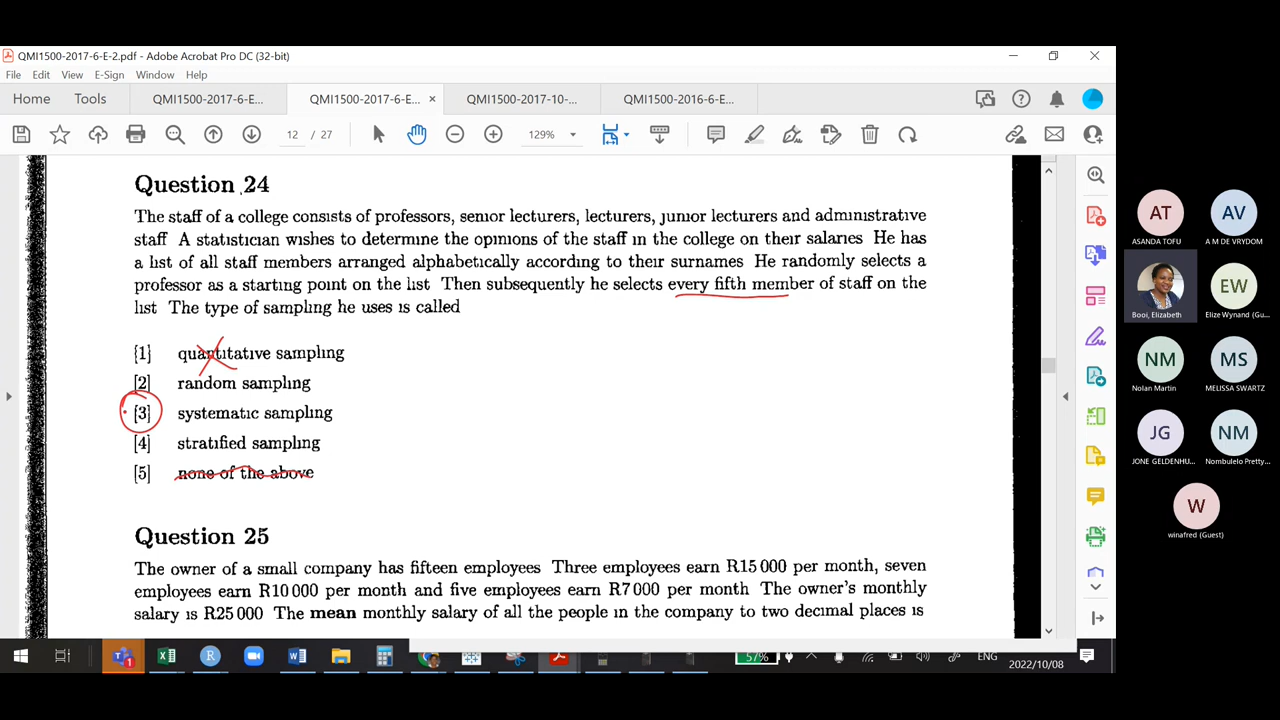 QMI1500-2017-6-E-2.pdf - Adobe Acrobat Pro DC (32-bit)
File Edit View E-Sign Window Help
Home Tools QMI1500-2017-6-E... QMI1500-2017-6-E... × QMI1500-2017-10-... QMI1500-2016-6-E...
12 / 27 129%
Question 24
The staff of a college consists of professors, senior lecturers, lecturers, junior lecturers and administrative
staff A statistician wishes to determine the opinions of the staff in the college on their salaries He has
a list of all staff members arranged alphabetically according to their surnames He randomly selects a
professor as a starting point on the list Then subsequently he selects every fifth member of staff on the
list The type of sampling he uses is called
[1] quantitative sampling
[2] random sampling
[3] systematic sampling
[4] stratified sampling
[5] none of the above
Question 25
The owner of a small company has fifteen employees Three employees earn R15 000 per month, seven
employees earn R10 000 per month and five employees earn R7 000 per month The owner's monthly
salary is R25 000 The mean monthly salary of all the people in the company to two decimal places is
AT AV
ASANDA TOFU A M DE VRYDOM
EW
Booi, Elizabeth Elize Wynand (Gu...
NM MS
Nolan Martin MELISSA SWARTZ
JG NM
JONE GELDENHU... Nombulelo Pretty...
W
winafred (Guest)
57% ENG
2022/10/08